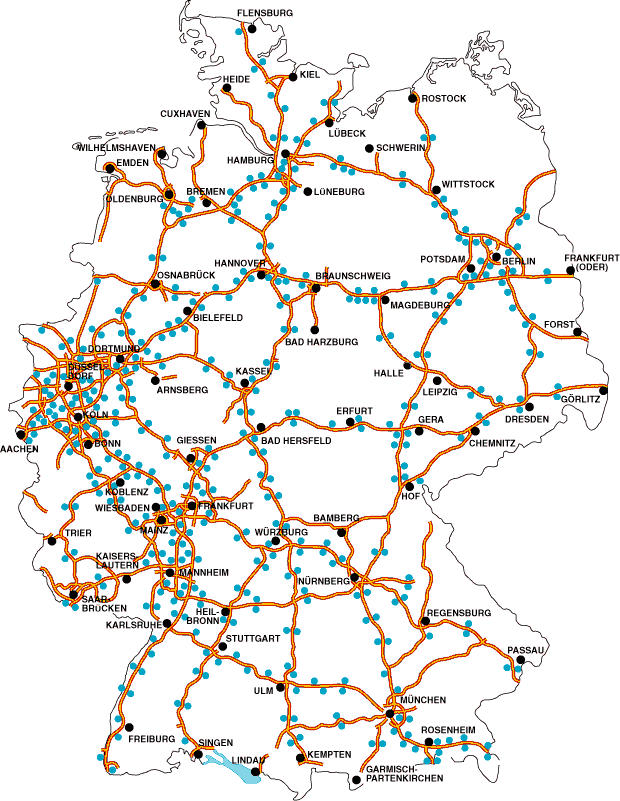 FLENSBURG
KIEL
HEIDE
ROSTOCK
CUXHAVEN
LÜBECK
WILHELMSHAVEN
SCHWERIN
EMDEN
HAMBURG
OLDENBURG
BREMEN
LüNEBURG
WITTSTOCK
HANNOVER
POTSDAM
BERLIN
FRANKFURT
(ODER)
OSNABRÜCK
BRAUNSCHWEIG
MAGDEBURG
BIELEFELD
FORST
BAD HARZBURG
DORTMUND
DÜSSEL-
DORF
KASSEL
HALLE
ARNSBERG
LEIPZIG
GÖRLITZ
KÖLN
ERFURT
GERA
DRESDEN
AACHEN
BONN
GIESSEN
BAD HERSFELD
CHEMNITZ
KOBLENZ
HOF
WIESBADEN
FRANKFURT
BAMBERG
MAINZ
TRIER
WÜRZBURG
KAISERS-
LAUTERN
MANNHEIM
NÜRNBERG
SAAR-
BRÜCKEN
HEIL-
BRONN
REGENSBURG
KARLSRUHE
STUTTGART
PASSAU
ULM
MÜNCHEN
FREIBURG
SINGEN
ROSENHEIM
LINDAU
KEMPTEN
GARMISCH-
PARTENKIRCHEN